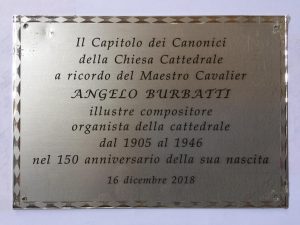 Il Capitolo dei Canonici
della Chiesa Cattedrale
a ricordo del Maestro Cavalier
ANGELO BURBATTI
illustre compositore
organista della cattedrale
dal 1905 al 1946
nel 150 anniversario della sua nascita
16 dicembre 2018